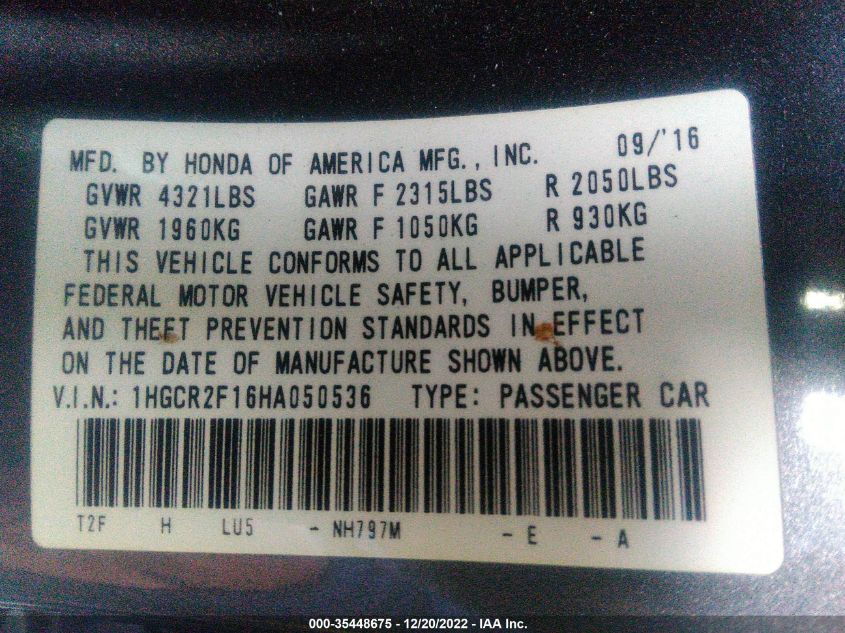 MFD. BY HONDA OF AMERICA MFG., INC. 09/'16
GVWR 4321LBS GAWR F 2315LBS R 2050LBS
GVWR 1960KG GAWR F 1050KG R 930KG
THIS VEHICLE CONFORMS TO ALL APPLICABLE
FEDERAL MOTOR VEHICLE SAFETY, BUMPER,
AND THEFT PREVENTION STANDARDS IN EFFECT
ON THE DATE OF MANUFACTURE SHOWN ABOVE.
V.I.N.: 1HGCR2F16HA050536 TYPE: PASSENGER CAR
T2F H LU5 - NH797M - E - A
000-35448675 - 12/20/2022 - IAA Inc.